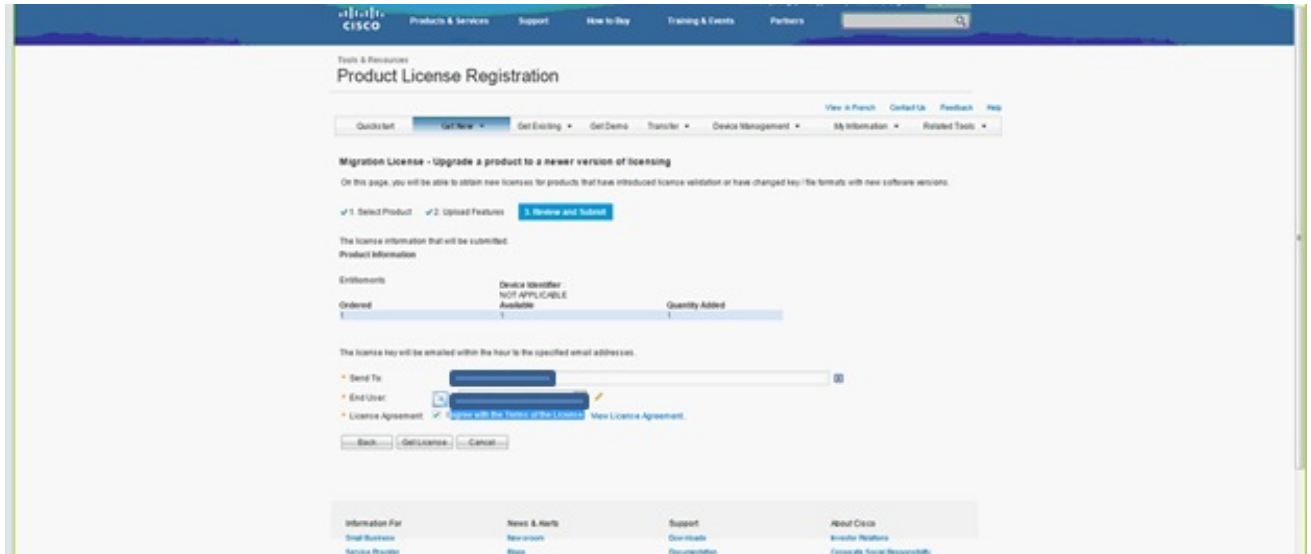 CISCO
Products & Services Support How to Buy Training & Events Partners
Tools & Resources
Product License Registration
View in French Contact Us Feedback Help
Quickstart Get New Get Existing Get Demo Transfer Device Management My Information Related Tools
Migration License - Upgrade a product to a newer version of licensing
On this page, you will be able to obtain new licenses for products that have introduced license validation or have changed key / file formats with new software versions.
1. Select Product 2. Upload Features 3. Review and Submit
The license information that will be submitted.
Product Information
Entitlements Device Identifier
NOT APPLICABLE
Ordered Available Quantity Added
1 1 1
The license key will be emailed within the hour to the specified email addresses.
* Send To:
* End User:
* License Agreement: I agree with the Terms of the License View License Agreement.
Back Get License Cancel
Information For News & Alerts Support About Cisco
Small Business Newsroom Downloads Investor Relations
Service Provider Blogs Documentation Corporate Social Responsibility